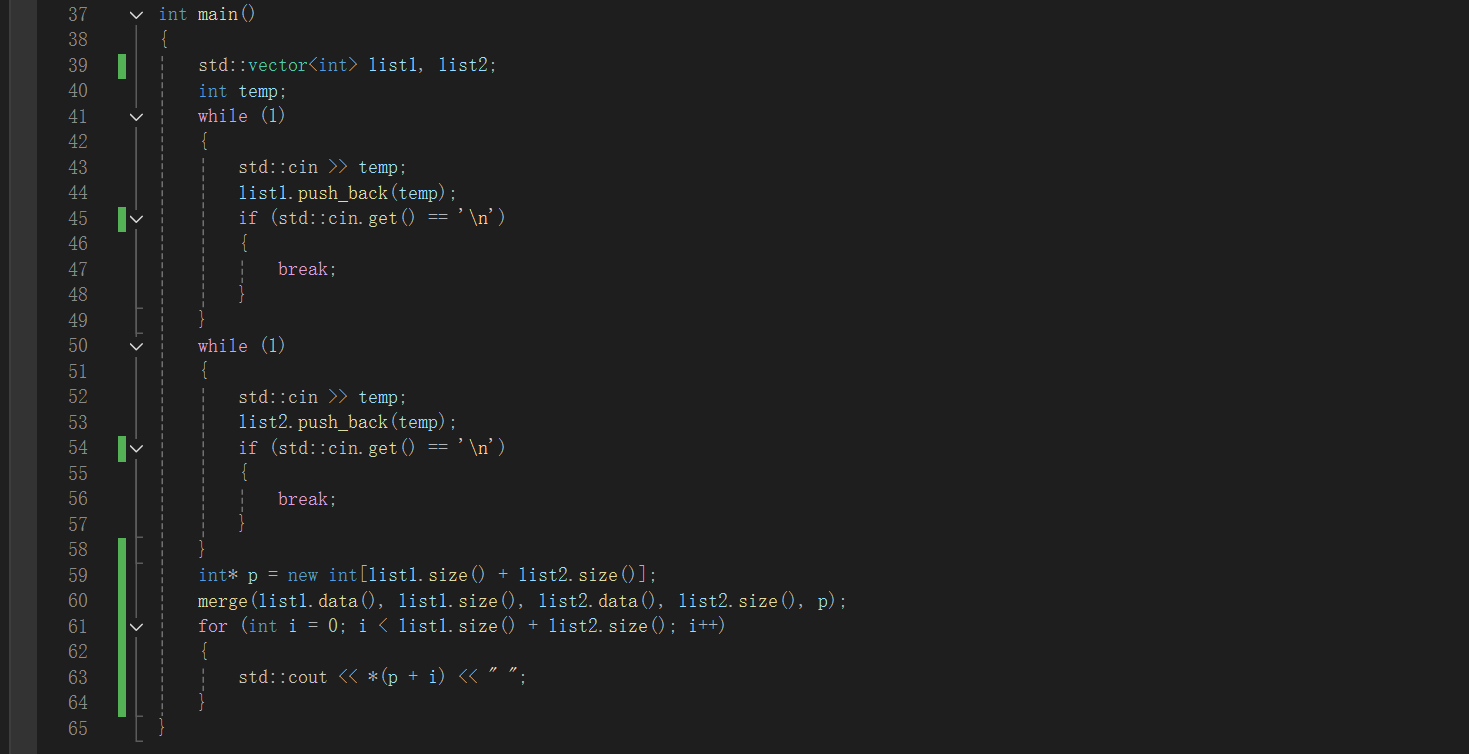 37 int main()
38 {
39 std::vector<int> list1, list2;
40 int temp;
41 while (1)
42 {
43 std::cin >> temp;
44 list1.push_back(temp);
45 if (std::cin.get() == '\n')
46 {
47 break;
48 }
49 }
50 while (1)
51 {
52 std::cin >> temp;
53 list2.push_back(temp);
54 if (std::cin.get() == '\n')
55 {
56 break;
57 }
58 }
59 int* p = new int[list1.size() + list2.size()];
60 merge(list1.data(), list1.size(), list2.data(), list2.size(), p);
61 for (int i = 0; i < list1.size() + list2.size(); i++)
62 {
63 std::cout << *(p + i) << " ";
64 }
65 }